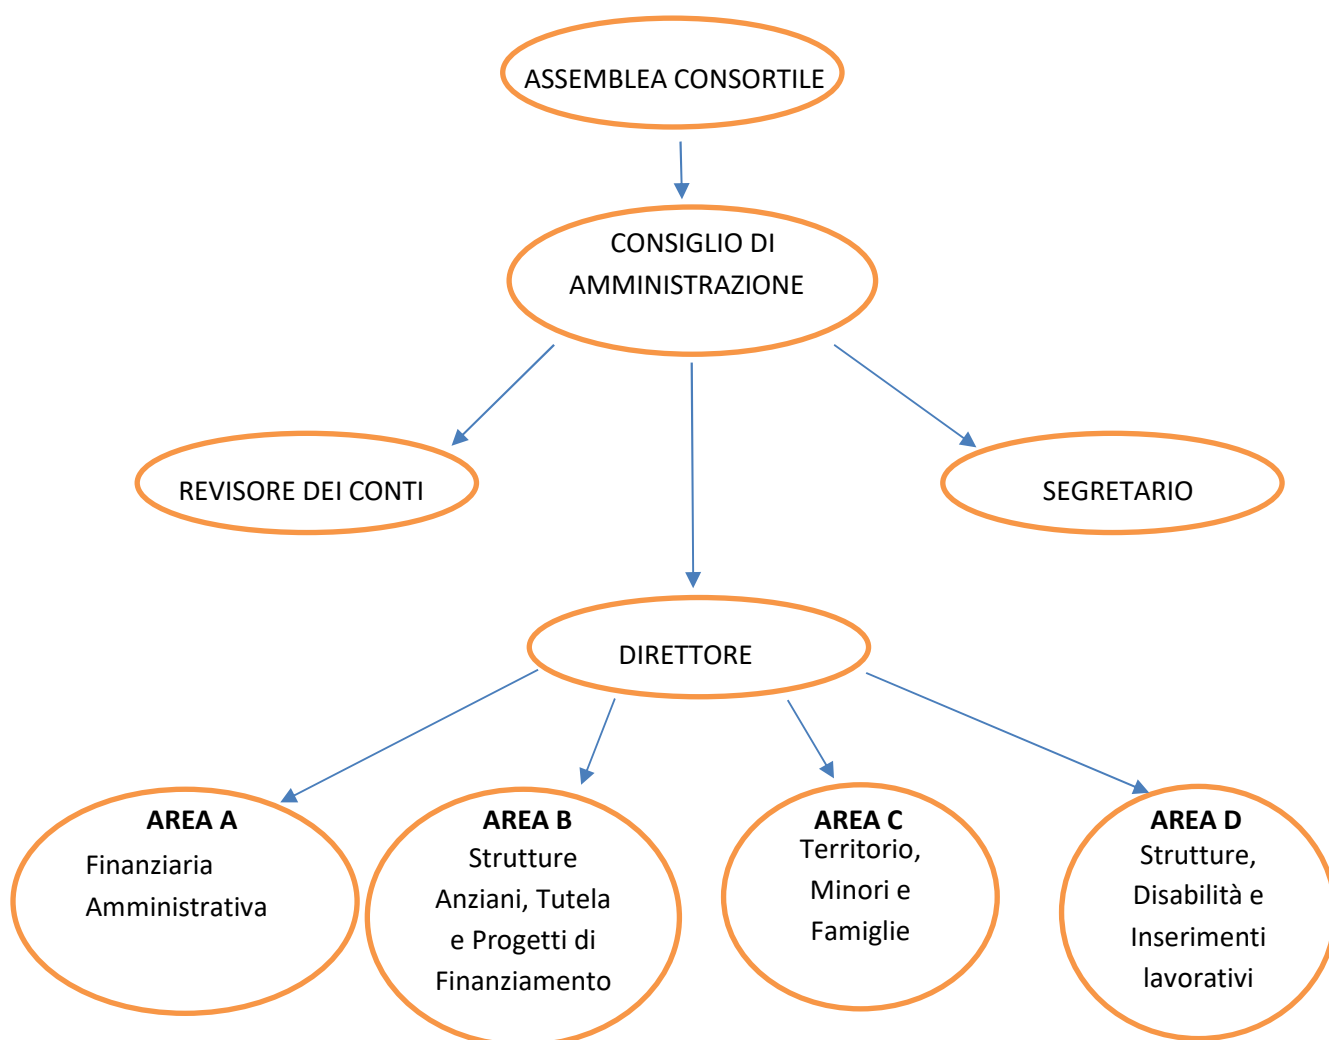 ASSEMBLEA CONSORTILE
CONSIGLIO DI
AMMINISTRAZIONE
REVISORE DEI CONTI
SEGRETARIO
DIRETTORE
AREA A
Finanziaria
Amministrativa
AREA B
Strutture
Anziani, Tutela
e Progetti di
Finanziamento
AREA C
Territorio,
Minori e
Famiglie
AREA D
Strutture,
Disabilità e
Inserimenti
lavorativi